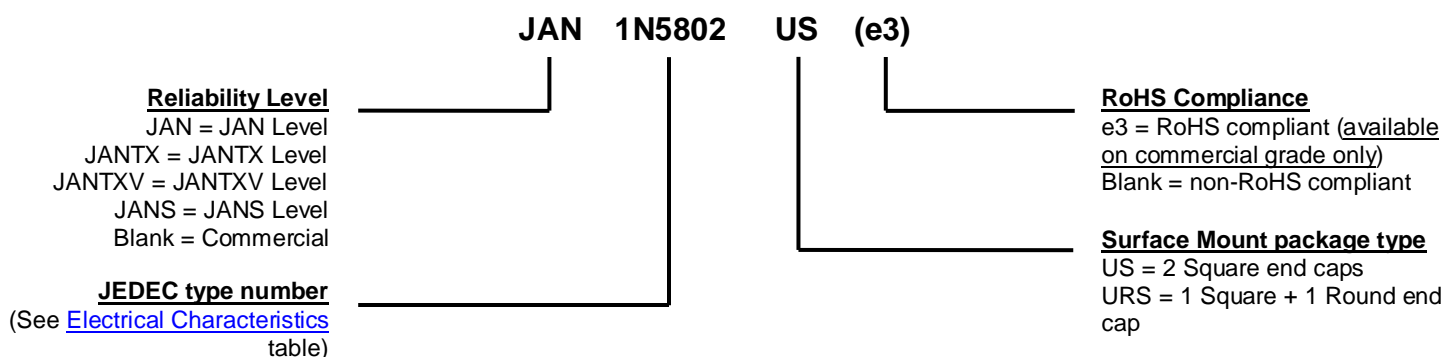 JAN 1N5802 US (e3)
Reliability Level
JAN = JAN Level
JANTX = JANTX Level
JANTXV = JANTXV Level
JANS = JANS Level
Blank = Commercial
JEDEC type number
(See Electrical Characteristics
table)
RoHS Compliance
e3 = RoHS compliant (available
on commercial grade only)
Blank = non-RoHS compliant
Surface Mount package type
US = 2 Square end caps
URS = 1 Square + 1 Round end
cap